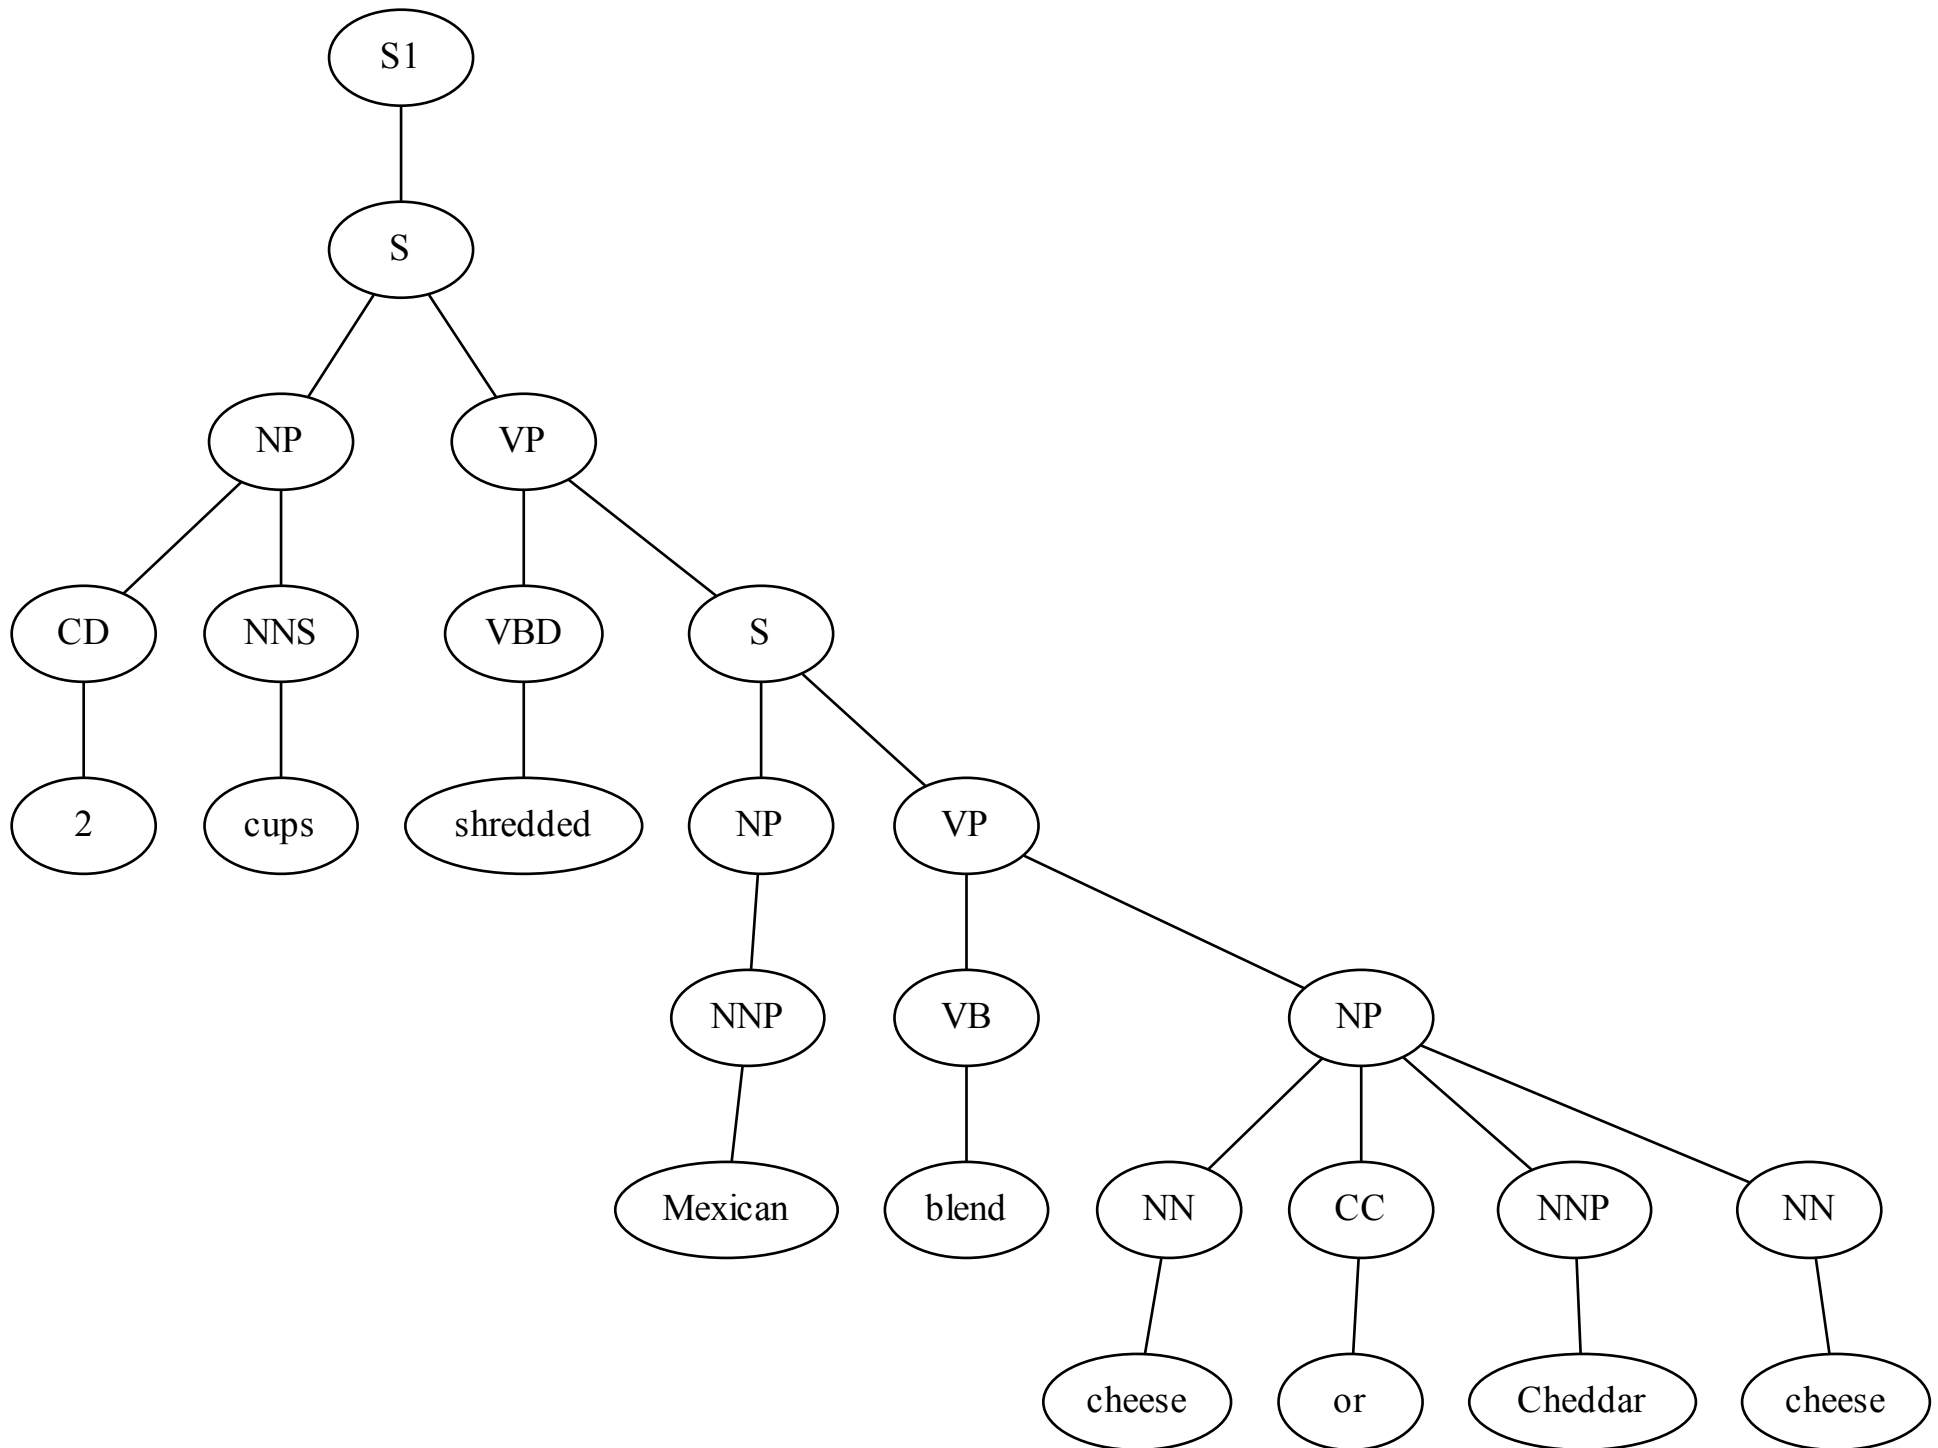 S1
S
NP VP
CD NNS VBD S
2 cups shredded NP VP
NNP VB NP
Mexican blend NN CC NNP NN
cheese or Cheddar cheese